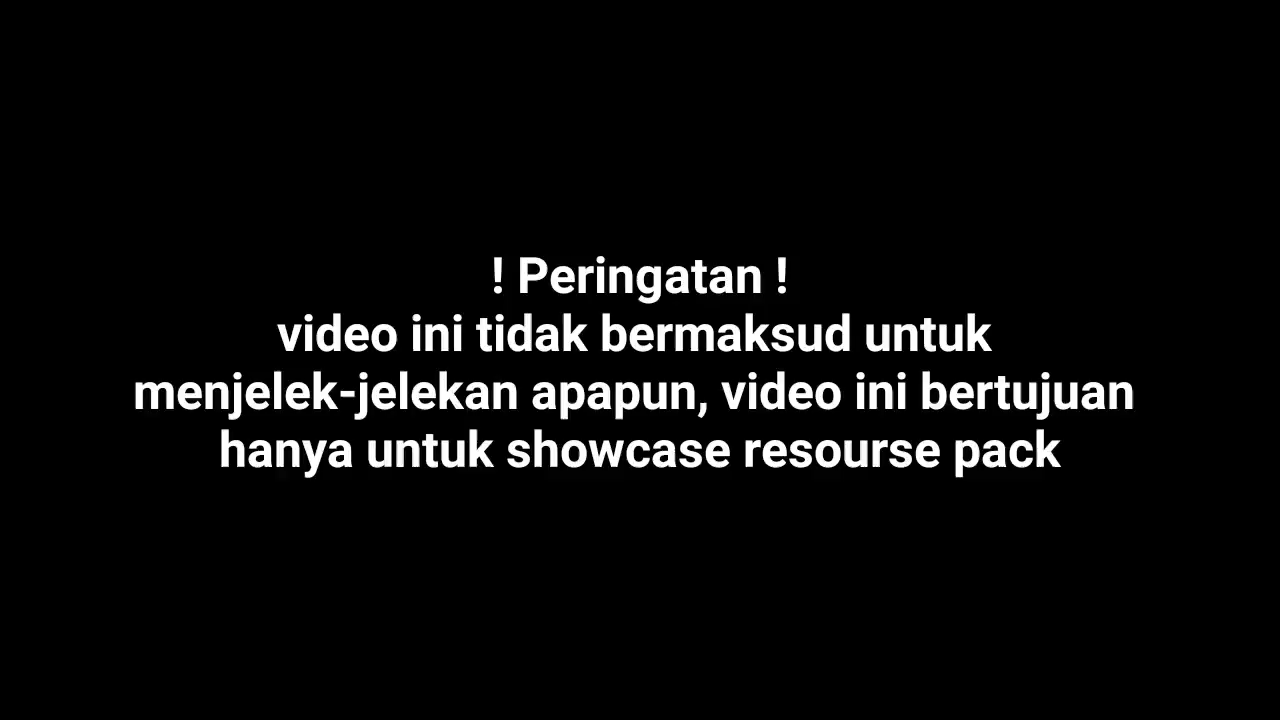 ! Peringatan !
video ini tidak bermaksud untuk
menjelek-jelekan apapun, video ini bertujuan
hanya untuk showcase resourse pack